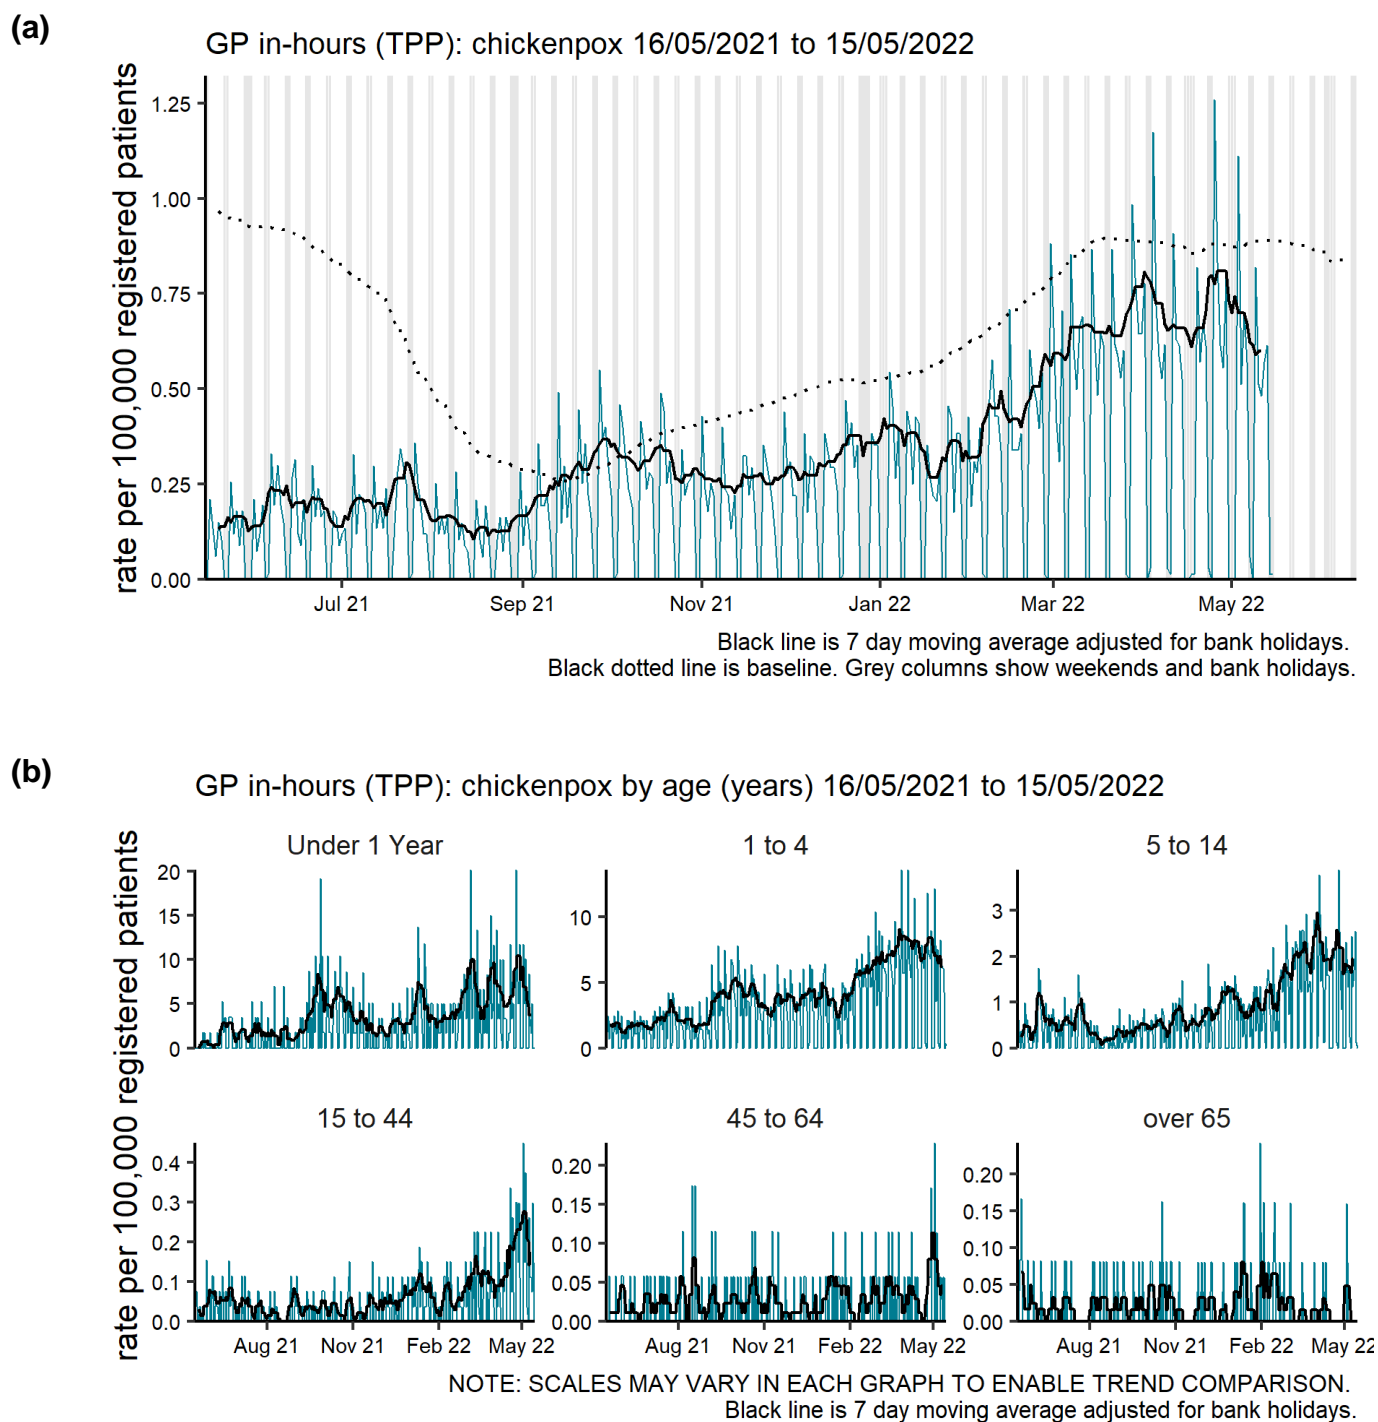 (a)
GP in-hours (TPP): chickenpox 16/05/2021 to 15/05/2022
rate per 100,000 registered patients
1.25
1.00
0.75
0.50
0.25
0.00
Jul 21 Sep 21 Nov 21 Jan 22 Mar 22 May 22
Black line is 7 day moving average adjusted for bank holidays.
Black dotted line is baseline. Grey columns show weekends and bank holidays.
(b)
GP in-hours (TPP): chickenpox by age (years) 16/05/2021 to 15/05/2022
rate per 100,000 registered patients
Under 1 Year
20
15
10
5
0
1 to 4
10
5
0
5 to 14
3
2
1
0
15 to 44
0.4
0.3
0.2
0.1
0.0
Aug 21 Nov 21 Feb 22 May 22
45 to 64
0.20
0.15
0.10
0.05
0.00
Aug 21 Nov 21 Feb 22 May 22
over 65
0.20
0.15
0.10
0.05
0.00
Aug 21 Nov 21 Feb 22 May 22
NOTE: SCALES MAY VARY IN EACH GRAPH TO ENABLE TREND COMPARISON.
Black line is 7 day moving average adjusted for bank holidays.